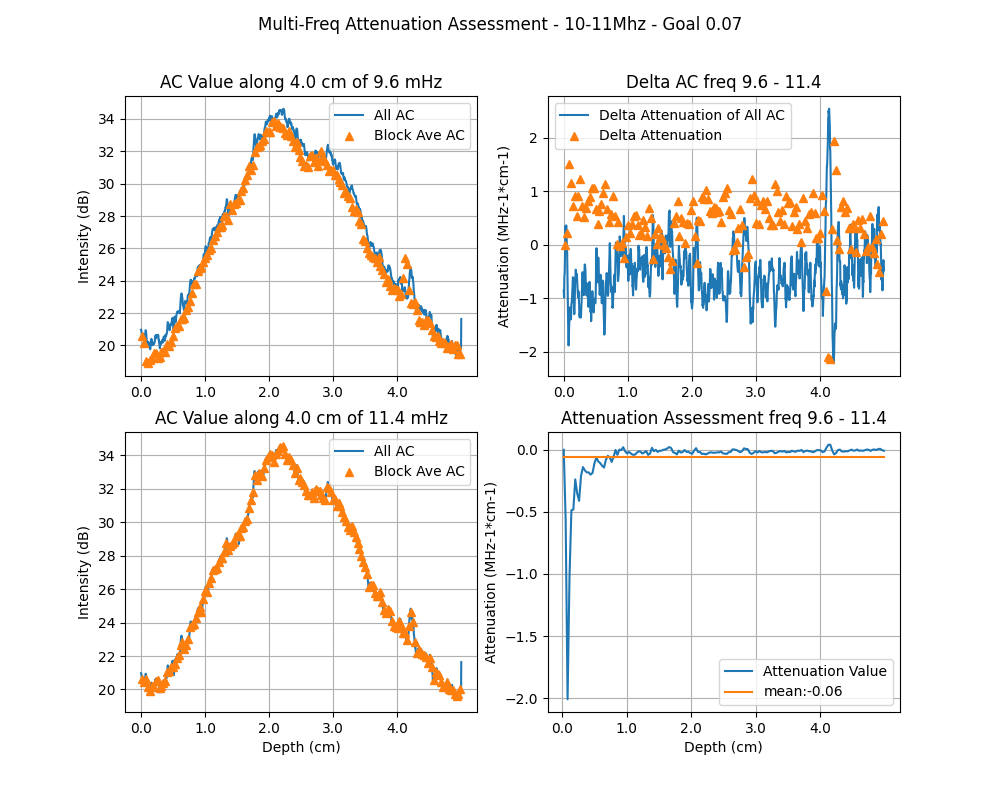 Multi-Freq Attenuation Assessment - 10-11Mhz - Goal 0.07
AC Value along 4.0 cm of 9.6 mHz
Intensity (dB)
34
32
30
28
26
24
22
20
0.0 1.0 2.0 3.0 4.0
All AC
Block Ave AC
Delta AC freq 9.6 - 11.4
Attenuation (MHz-1*cm-1)
2
1
0
−1
−2
0.0 1.0 2.0 3.0 4.0
Delta Attenuation of All AC
Delta Attenuation
AC Value along 4.0 cm of 11.4 mHz
Intensity (dB)
34
32
30
28
26
24
22
20
0.0 1.0 2.0 3.0 4.0
Depth (cm)
All AC
Block Ave AC
Attenuation Assessment freq 9.6 - 11.4
Attenuation (MHz-1*cm-1)
0.0
−0.5
−1.0
−1.5
−2.0
0.0 1.0 2.0 3.0 4.0
Depth (cm)
Attenuation Value
mean:-0.06